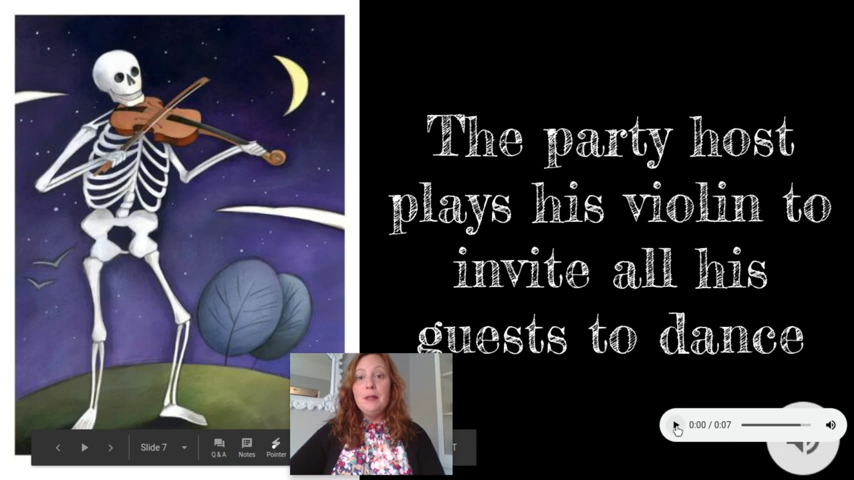 The party host
plays his violin to
invite all his
guests to dance
0:00 / 0:07
Slide 7
Q & A
Notes
Pointer
T